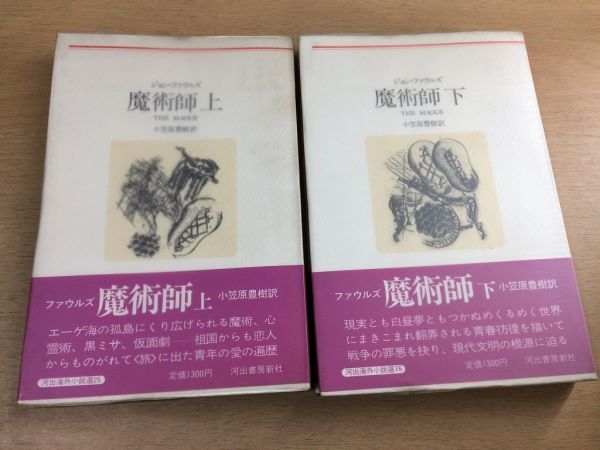 ジョン・ファウルズ
魔術師 上
THE MAGUS
小笠原豊樹訳
ファウルズ 魔術師 上 小笠原豊樹訳
エーゲ海の孤島にくり広げられる魔術、心
霊術、黒ミサ、仮面劇――祖国からも恋人
からものがれて〈旅〉に出た青年の愛の遍歴
河出海外小説選25
定価1300円 河出書房新社
ジョン・ファウルズ
魔術師 下
THE MAGUS
小笠原豊樹訳
ファウルズ 魔術師 下 小笠原豊樹訳
現実とも白昼夢ともつかぬめくるめく世界
にまきこまれ翻弄される青春彷徨を描いて
戦争の罪悪を抉り、現代文明の根源に迫る
河出海外小説選26
定価1300円 河出書房新社